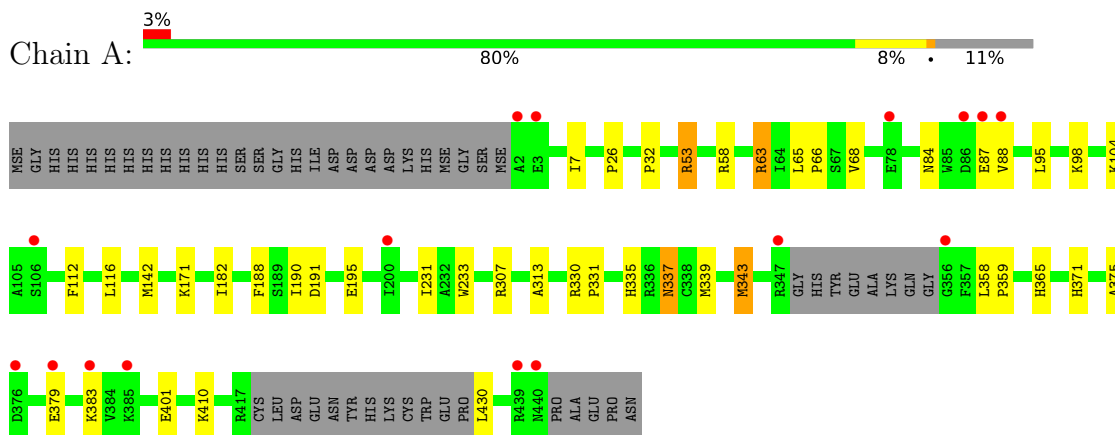 3%
Chain A:
80% 8% • 11%
MSE GLY HIS HIS HIS HIS HIS HIS HIS HIS HIS HIS SER SER GLY HIS ILE ASP ASP ASP ASP LYS HIS MSE GLY SER MSE A2 E3 I7 P26 P32 R53 R58 R63 I64 L65 P66 S67 V68 E78 N84 W85 D86 E87 V88 L95 K98 K104
A105 S106 F112 L116 M142 K171 I182 F188 S189 I190 D191 E195 I200 I231 A232 W233 R307 A313 R330 P331 H335 R336 N337 C338 M339 M343 R347 GLY HIS TYR GLU ALA LYS GLN GLY G356 F357 L358 P359 H365 H371 A375
D376 E379 K383 V384 K385 E401 K410 R417 CYS LEU ASP GLU ASN TYR HIS LYS CYS TRP GLU PRO L430 R439 N440 PRO ALA GLU PRO ASN